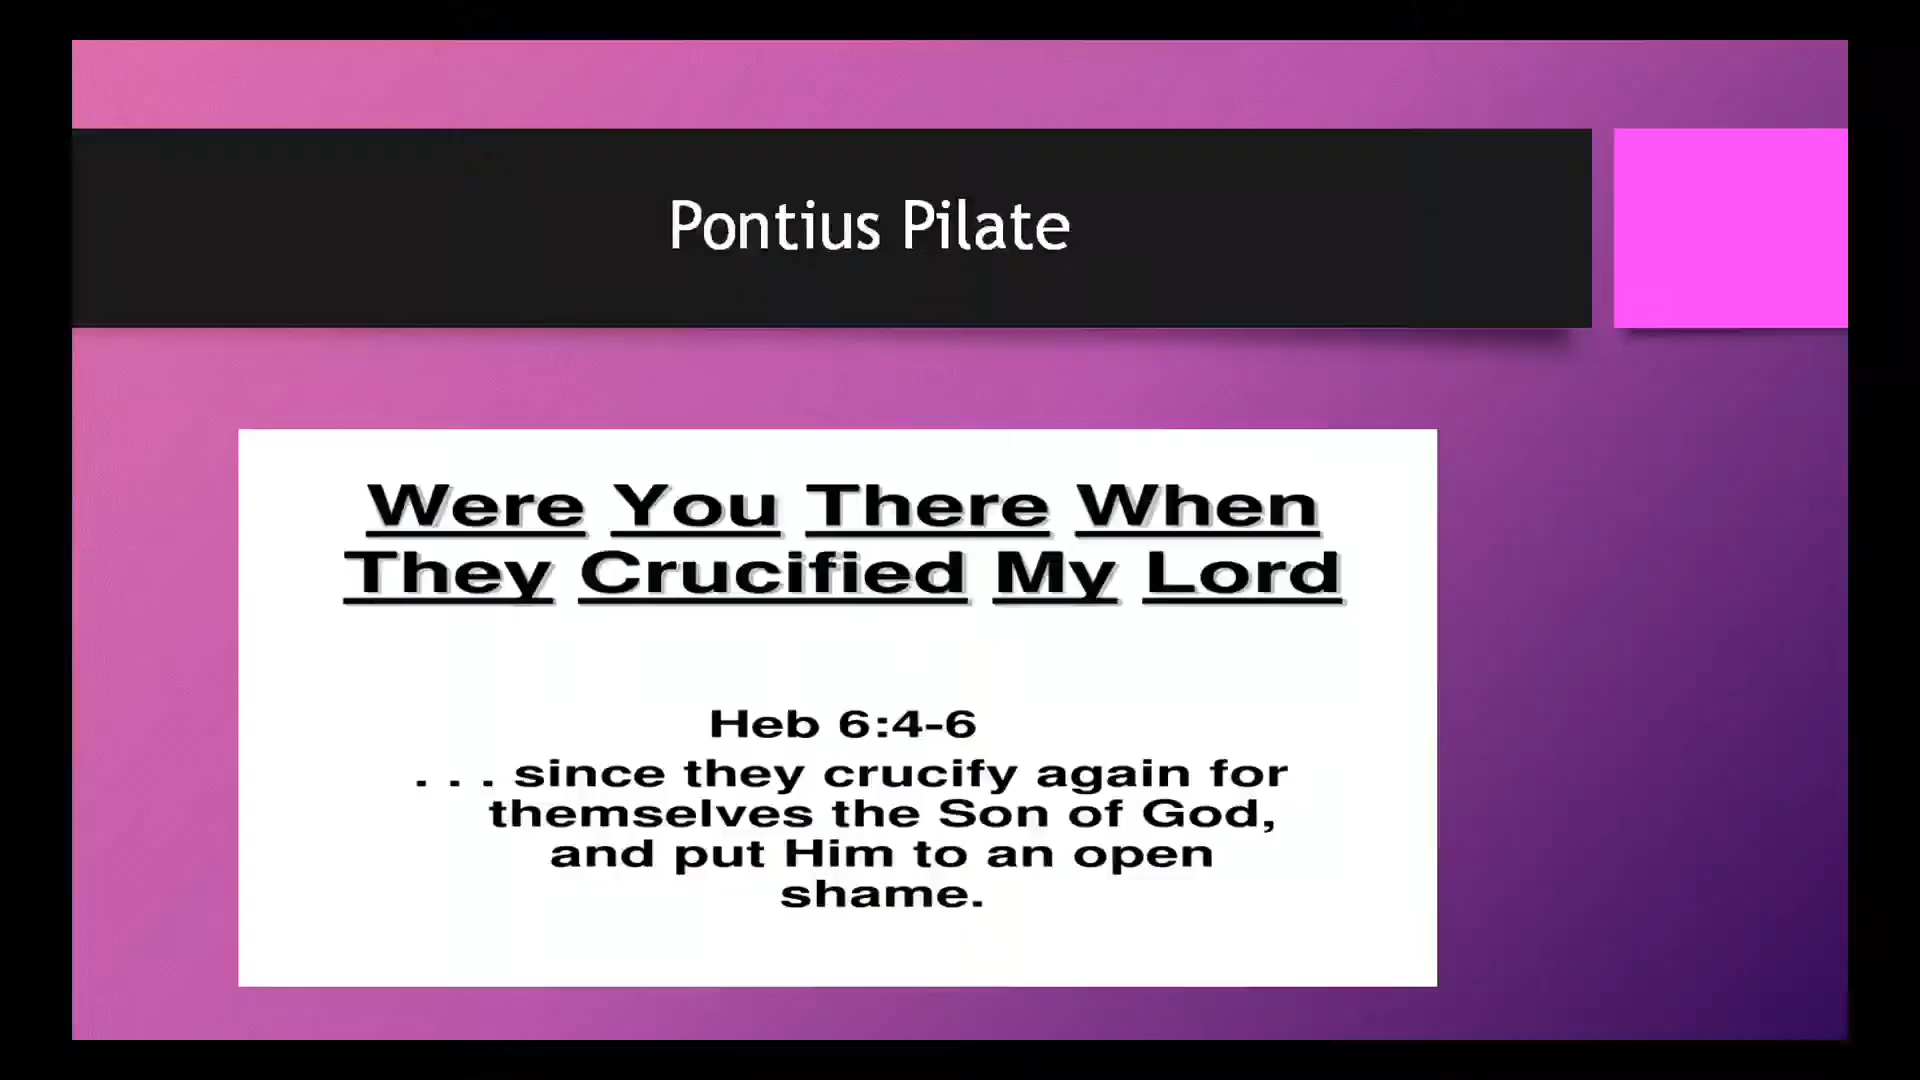 Pontius Pilate
Were You There When
They Crucified My Lord
Heb 6:4-6
. . . since they crucify again for
themselves the Son of God,
and put Him to an open
shame.